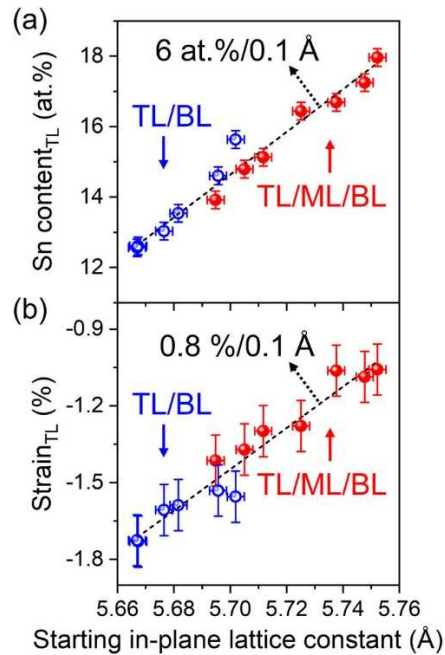 (a)
18
16
14
12
Sn content_TL (at.%)
6 at.%/0.1 Å
TL/BL
TL/ML/BL
(b)
-0.9
-1.2
-1.5
-1.8
Strain_TL (%)
0.8 %/0.1 Å
TL/BL
TL/ML/BL
5.66 5.68 5.70 5.72 5.74 5.76
Starting in-plane lattice constant (Å)